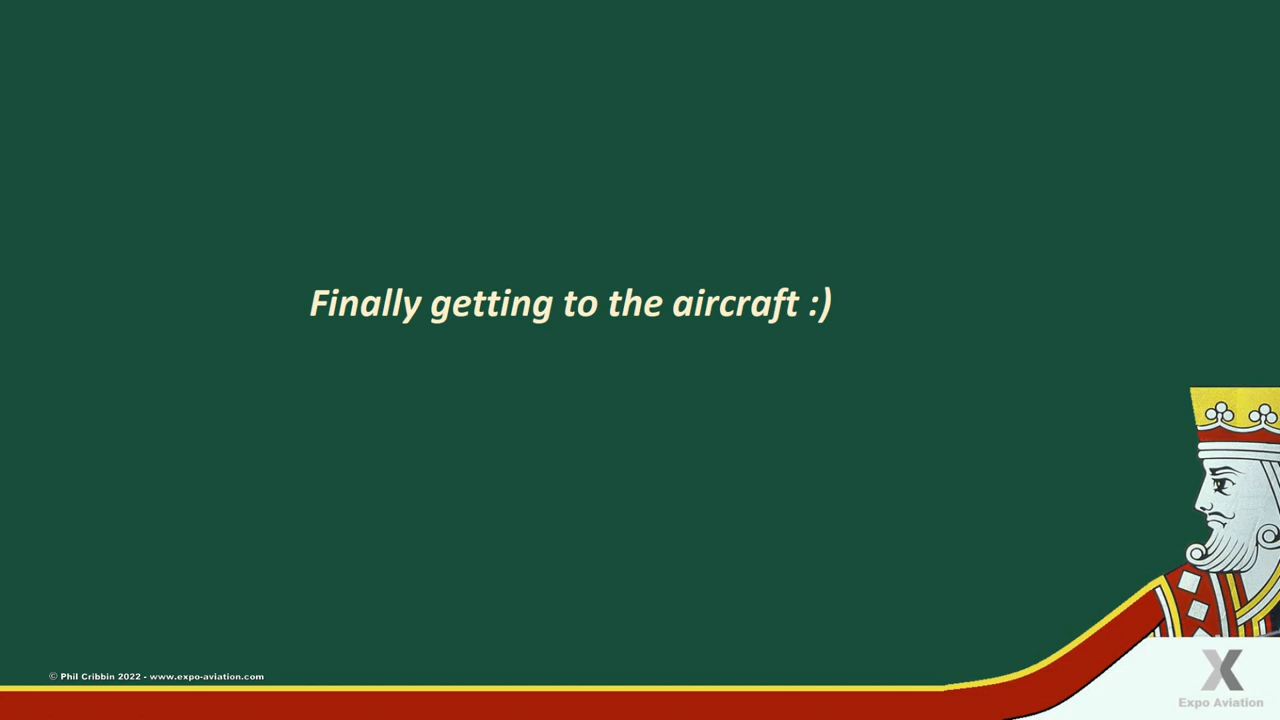 Finally getting to the aircraft :)
© Phil Cribbin 2022 - www.expo-aviation.com
X
Expo Aviation